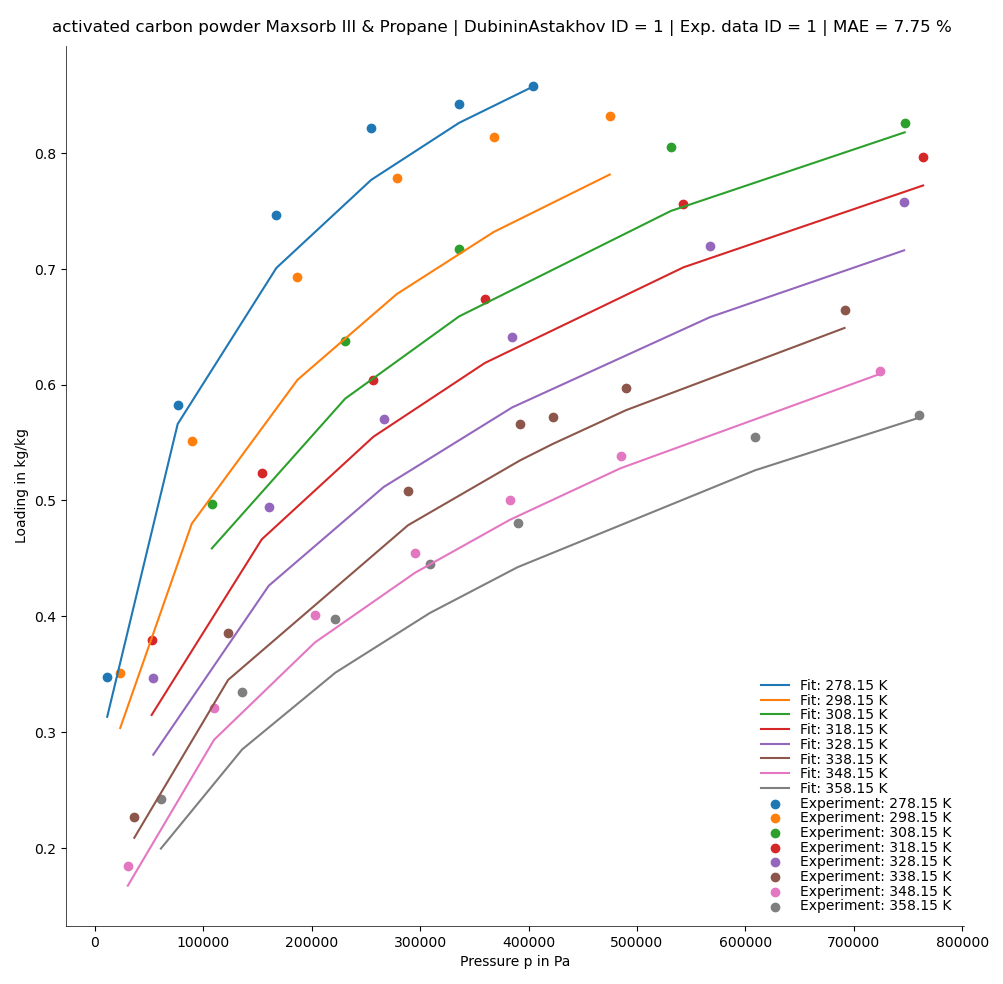 activated carbon powder Maxsorb III & Propane | DubininAstakhov ID = 1 | Exp. data ID = 1 | MAE = 7.75 %
Loading in kg/kg
0.8
0.7
0.6
0.5
0.4
0.3
0.2
Fit: 278.15 K
Fit: 298.15 K
Fit: 308.15 K
Fit: 318.15 K
Fit: 328.15 K
Fit: 338.15 K
Fit: 348.15 K
Fit: 358.15 K
Experiment: 278.15 K
Experiment: 298.15 K
Experiment: 308.15 K
Experiment: 318.15 K
Experiment: 328.15 K
Experiment: 338.15 K
Experiment: 348.15 K
Experiment: 358.15 K
0 100000 200000 300000 400000 500000 600000 700000 800000
Pressure p in Pa